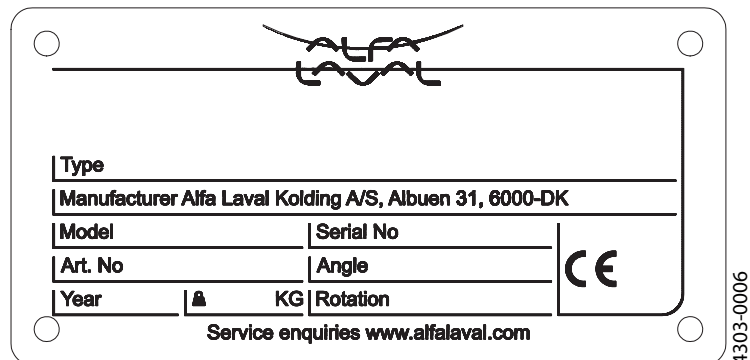 ALFA
LAVAL
Type
Manufacturer Alfa Laval Kolding A/S, Albuen 31, 6000-DK
Model Serial No
Art. No Angle
CE
Year KG Rotation
Service enquiries www.alfalaval.com
4303-0006